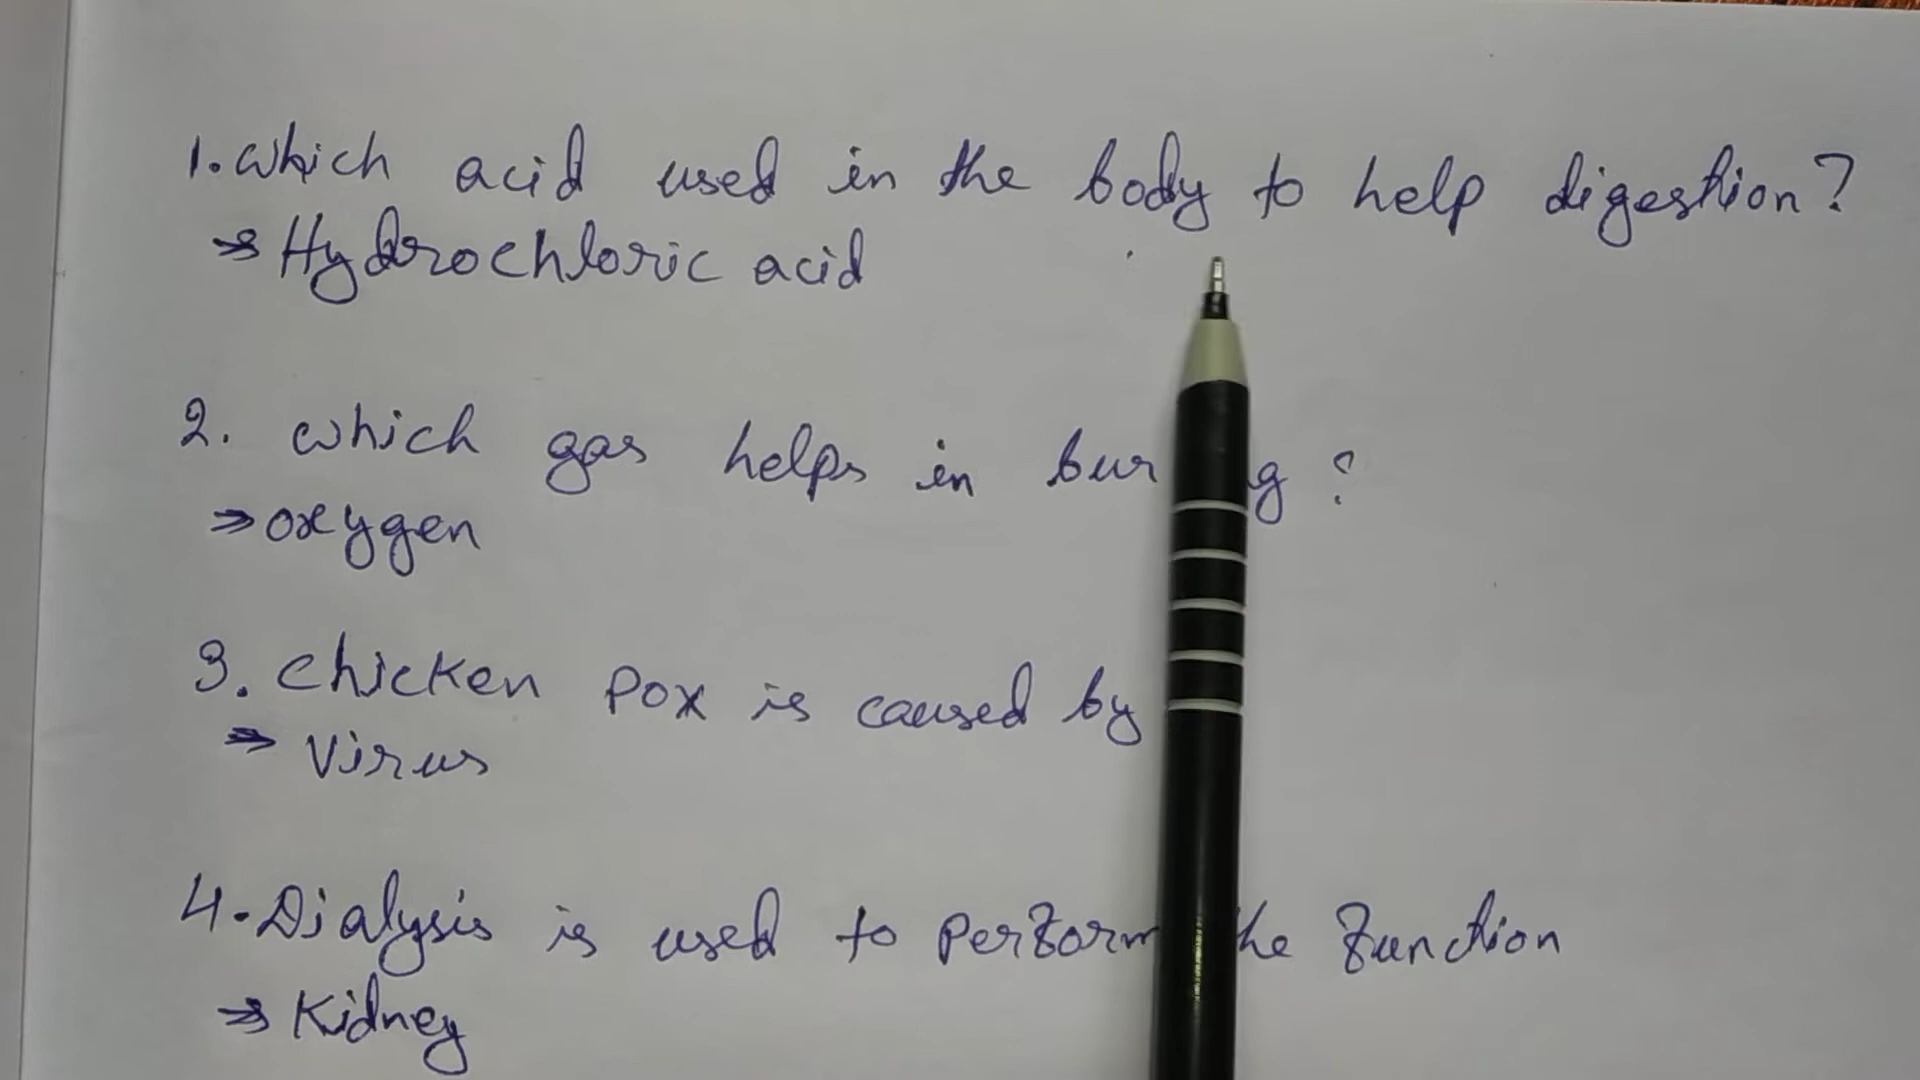 1. Which acid used in the body to help digestion?
⇒ Hydrochloric acid
2. Which gas helps in bur g ?
⇒ Oxygen
3. Chicken Pox is caused by
⇒ Virus
4. Dialysis is used to Perform the function
⇒ Kidney